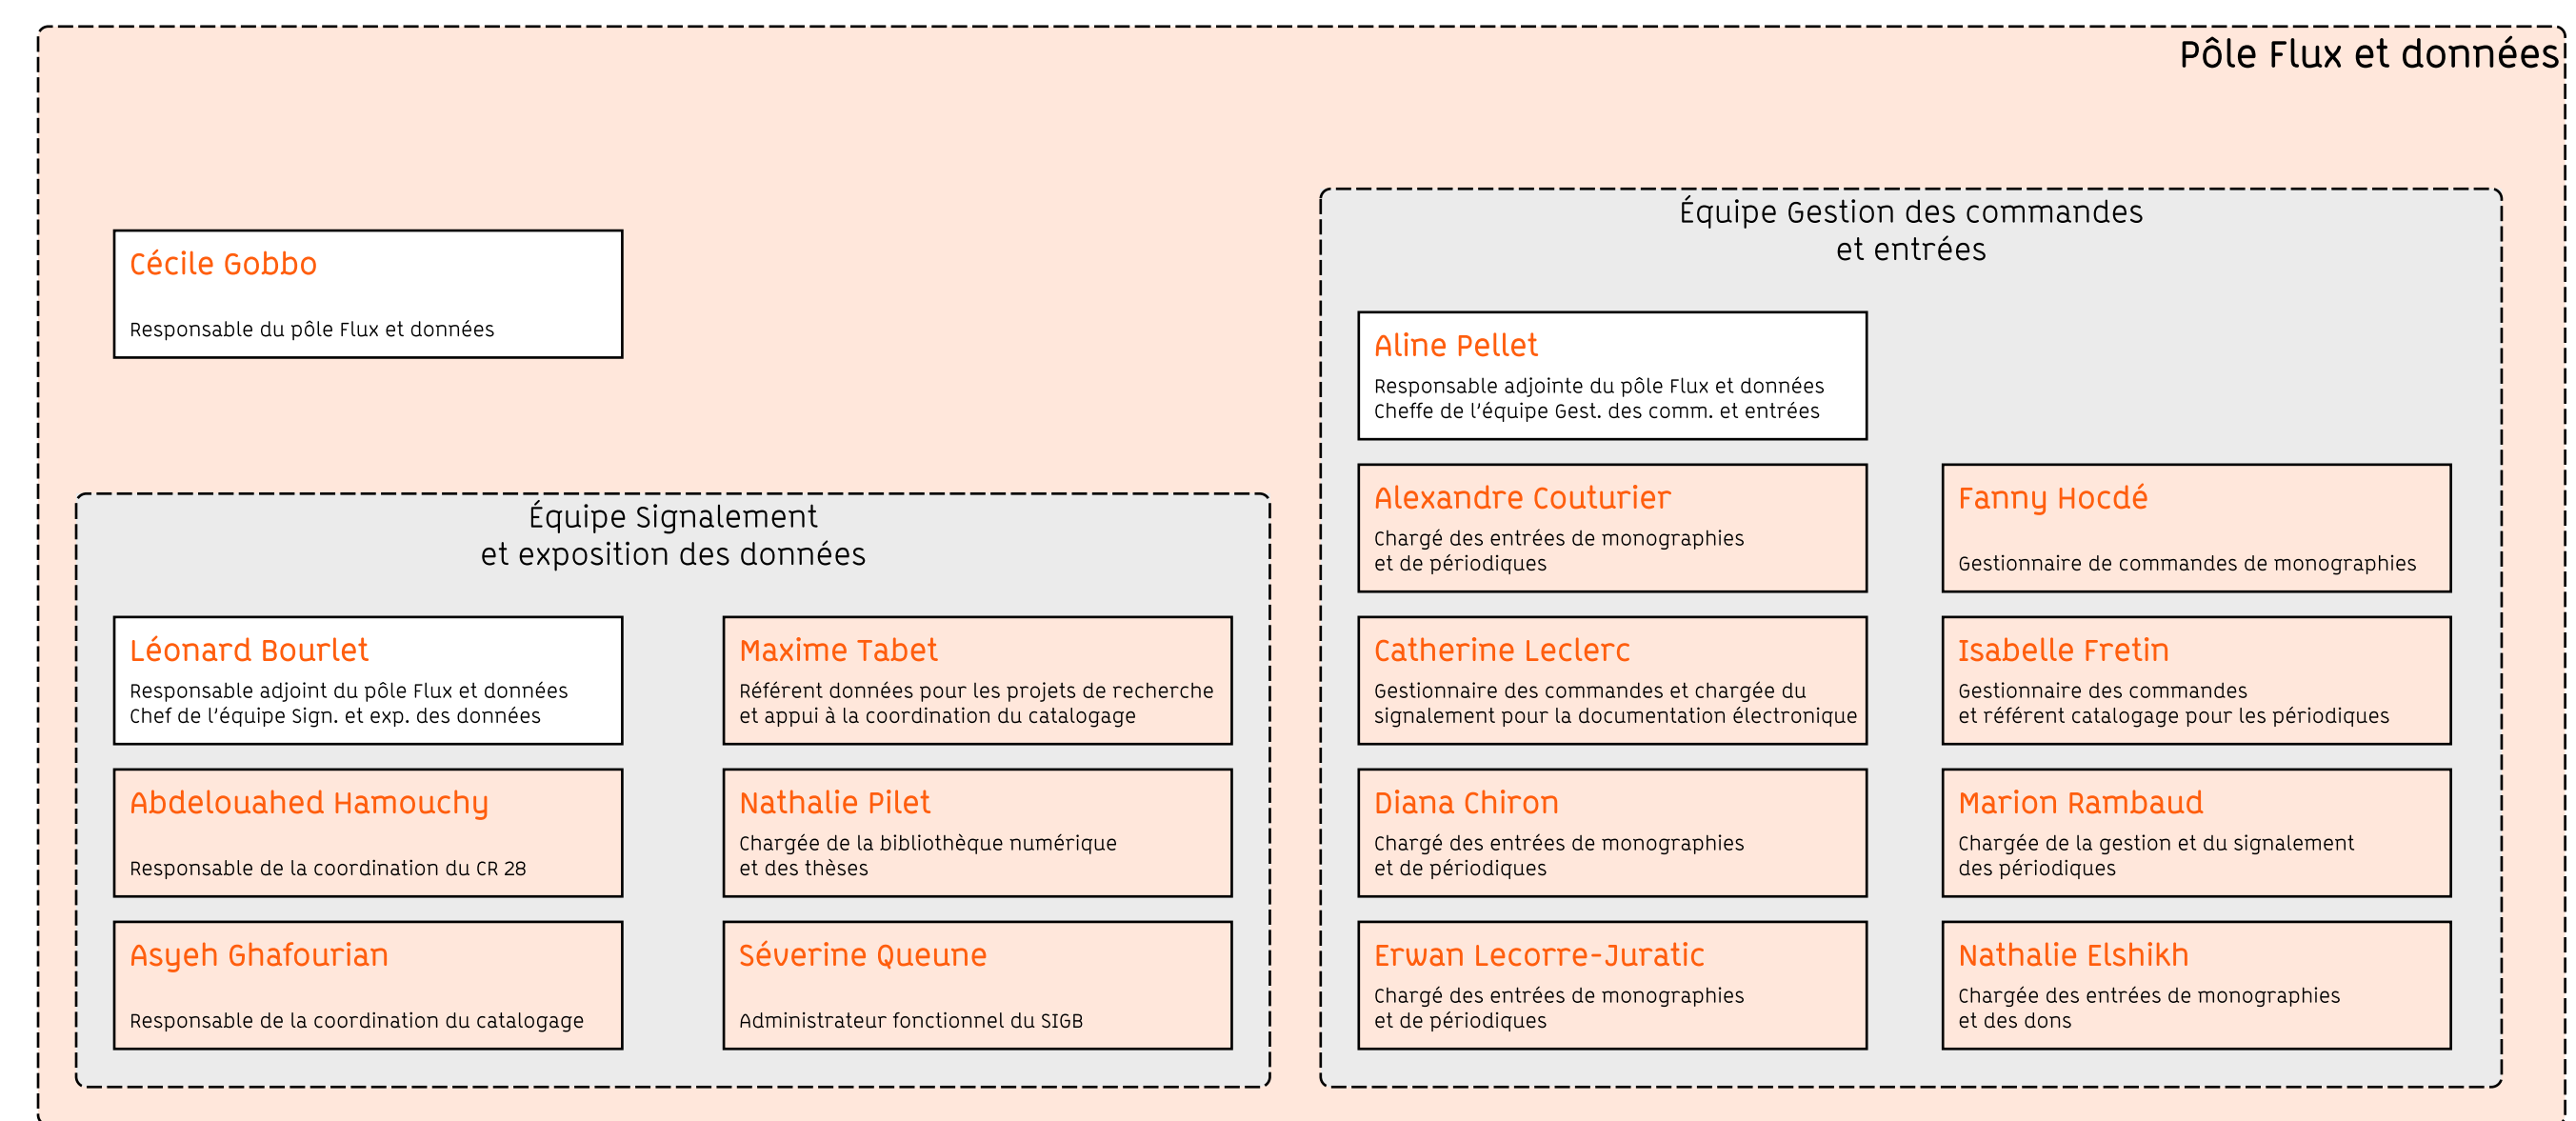 Pôle Flux et données
Cécile Gobbo
Responsable du pôle Flux et données
Équipe Signalement
et exposition des données
Léonard Bourlet
Responsable adjoint du pôle Flux et données
Chef de l'équipe Sign. et exp. des données
Maxime Tabet
Référent données pour les projets de recherche
et appui à la coordination du catalogage
Abdelouahed Hamouchy
Responsable de la coordination du CR 28
Nathalie Pilet
Chargée de la bibliothèque numérique
et des thèses
Asyeh Ghafourian
Responsable de la coordination du catalogage
Séverine Queune
Administrateur fonctionnel du SIGB
Équipe Gestion des commandes
et entrées
Aline Pellet
Responsable adjointe du pôle Flux et données
Cheffe de l'équipe Gest. des comm. et entrées
Alexandre Couturier
Chargé des entrées de monographies
et de périodiques
Fanny Hocdé
Gestionnaire de commandes de monographies
Catherine Leclerc
Gestionnaire des commandes et chargée du
signalement pour la documentation électronique
Isabelle Fretin
Gestionnaire des commandes
et référent catalogage pour les périodiques
Diana Chiron
Chargé des entrées de monographies
et de périodiques
Marion Rambaud
Chargée de la gestion et du signalement
des périodiques
Erwan Lecorre-Juratic
Chargé des entrées de monographies
et de périodiques
Nathalie Elshikh
Chargée des entrées de monographies
et des dons